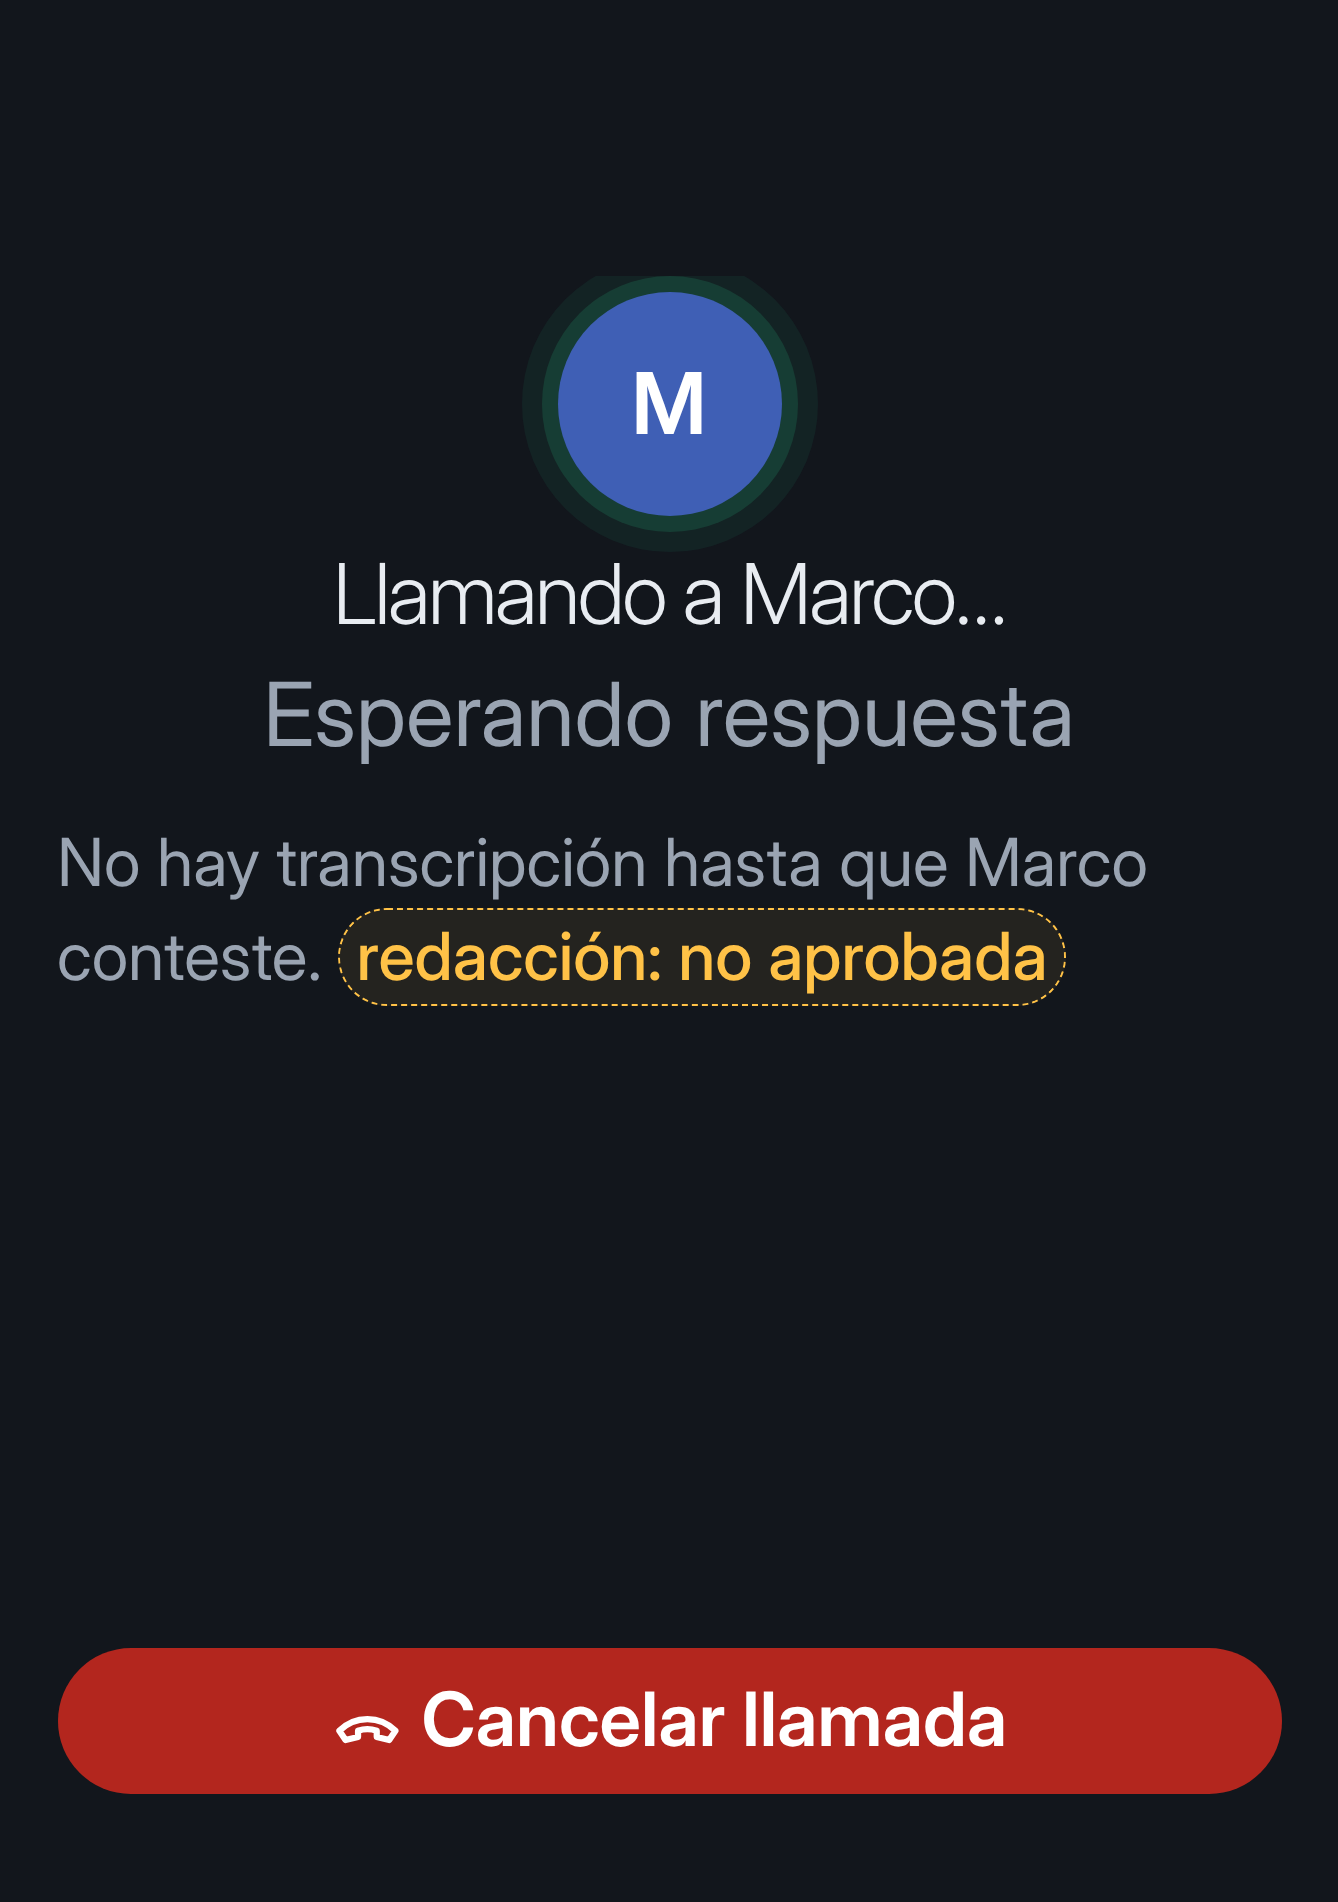 M
Llamando a Marco...
Esperando respuesta
No hay transcripción hasta que Marco
conteste. redacción: no aprobada
Cancelar llamada